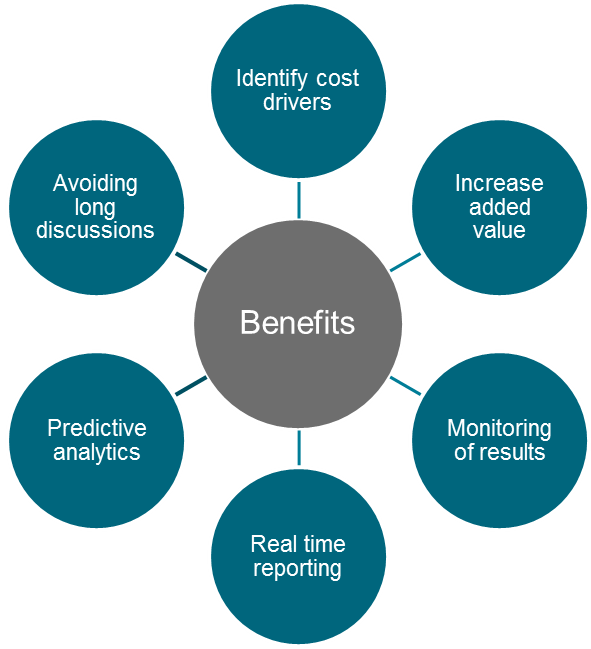 Identify cost
drivers
Increase
added
value
Monitoring
of results
Real time
reporting
Predictive
analytics
Avoiding
long
discussions
Benefits